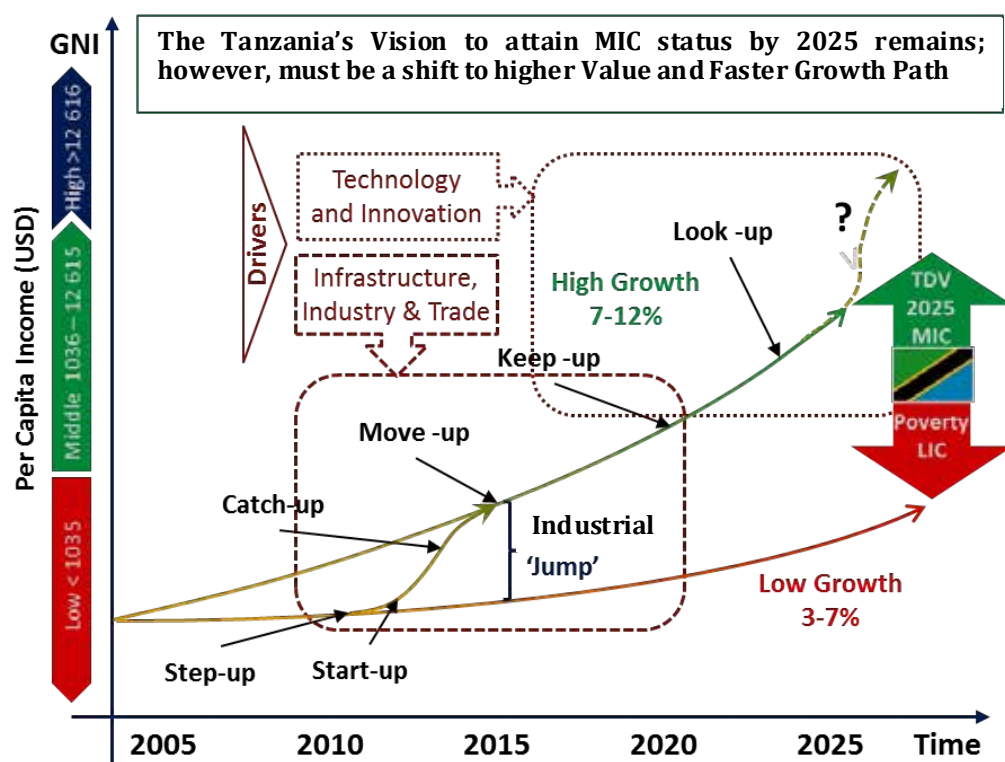 GNI
The Tanzania’s Vision to attain MIC status by 2025 remains;
however, must be a shift to higher Value and Faster Growth Path
Per Capita Income (USD)
High >12 616
Middle 1036 – 12 615
Low < 1035
Drivers
Technology
and Innovation
Infrastructure,
Industry & Trade
High Growth
7-12%
Look -up
?
Keep -up
Move -up
Catch-up
Step-up
Start-up
Industrial
‘Jump’
Low Growth
3-7%
TDV
2025
MIC
Poverty
LIC
2005
2010
2015
2020
2025
Time